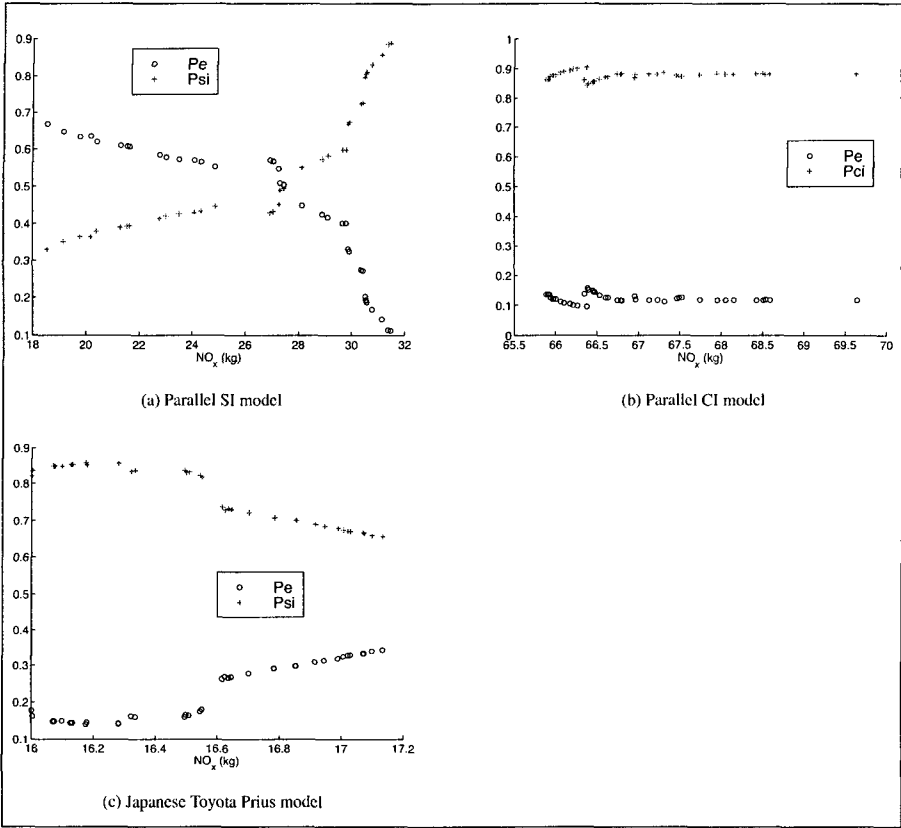 0.9
0.8
0.7
0.6
0.5
0.4
0.3
0.2
0.1
Pe
Psi
18 20 22 24 26 28 30 32
NOx (kg)
(a) Parallel SI model
1
0.9
0.8
0.7
0.6
0.5
0.4
0.3
0.2
0.1
0
Pe
Pci
65.5 66 66.5 67 67.5 68 68.5 69 69.5 70
NOx (kg)
(b) Parallel CI model
0.9
0.8
0.7
0.6
0.5
0.4
0.3
0.2
0.1
Pe
Psi
16 16.2 16.4 16.6 16.8 17 17.2
NOx (kg)
(c) Japanese Toyota Prius model